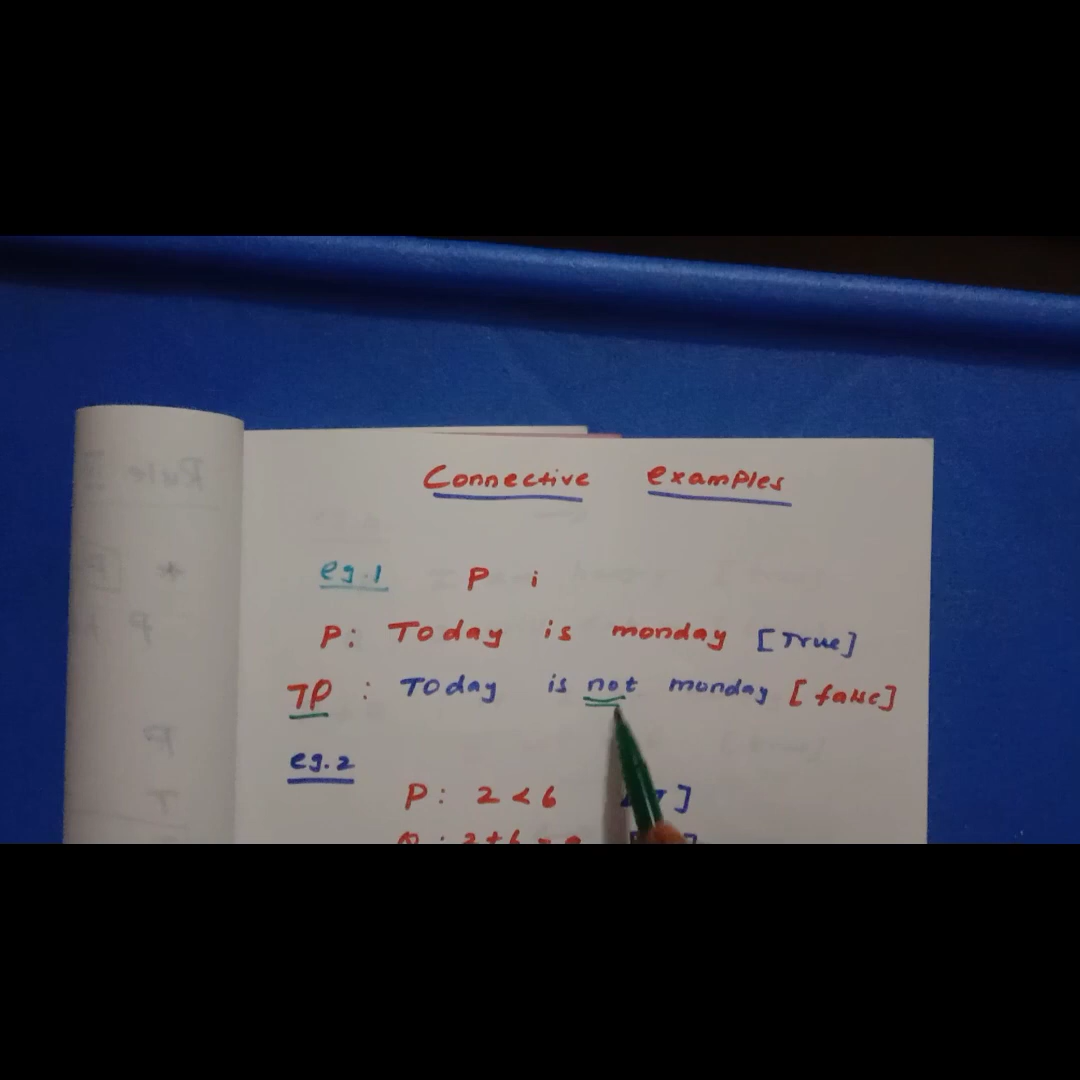 Connective examples
eg.1 P i
P: Today is monday [True]
7P : Today is not monday [false]
eg.2
P: 2 < 6